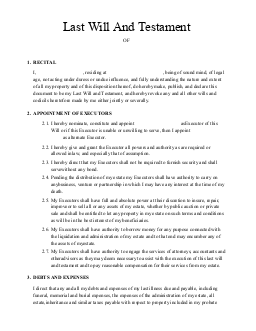 Last Will And Testament
OF
1. RECITAL
I, , residing at , being of sound mind, of legal
age, not acting under duress or undue influence, and fully understanding the nature and extent
of all my property and of this disposition thereof, do hereby make, publish, and declare this
document to be my Last Will and Testament, and hereby revoke any and all other wills and
codicils heretofore made by me either jointly or severally.
2. APPOINTMENT OF EXECUTORS
2.1. I hereby nominate, constitute and appoint as Executor of this
Will or if this Executor is unable or unwilling to serve, then I appoint
as alternate Executor.
2.2. I hereby give and grant the Executor all powers and authority as are required or
allowed in law, and especially that of assumption.
2.3. I hereby direct that my Executors shall not be required to furnish security and shall
serve without any bond.
2.4. Pending the distribution of my estate my Executors shall have authority to carry on
any business, venture or partnership in which I may have any interest at the time of my
death.
2.5. My Executors shall have full and absolute power at their discretion to insure, repair,
improve or to sell all or any assets of my estate, whether by public auction or private
sale and shall be entitled to let any property in my estate on such terms and conditions
as will be in the best interest of my beneficiaries.
2.6. My Executors shall have authority to borrow money for any purpose connected with
the liquidation and administration of my estate and to that end may encumber any of
the assets of my estate.
2.7. My Executors shall have authority to engage the services of attorneys, accountants and
other advisors as they may deem necessary to assist with the execution of this last will
and testament and to pay reasonable compensation for their services from my estate.
3. DEBTS AND EXPENSES
I direct that any and all my debts and expenses of my last illness due and payable, including
funeral, memorial and burial expenses, the expenses of the administration of my estate, all
estate, inheritance and similar taxes payable with respect to property included in my probate